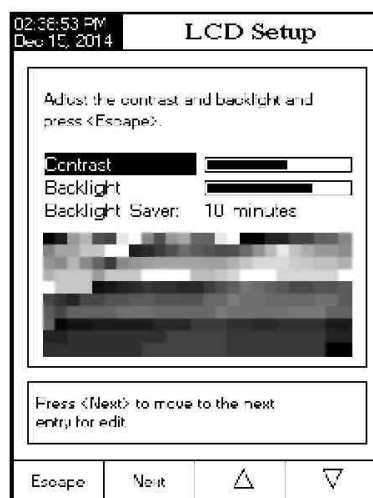 02:38:53 PM
Dec 15, 2014
LCD Setup
Adjust the contrast and backlight and
press <Escape>.
Contrast
Backlight
Backlight Saver: 10 minutes
Press <Next> to move to the next
entry for edit
Escape Next △ ▽